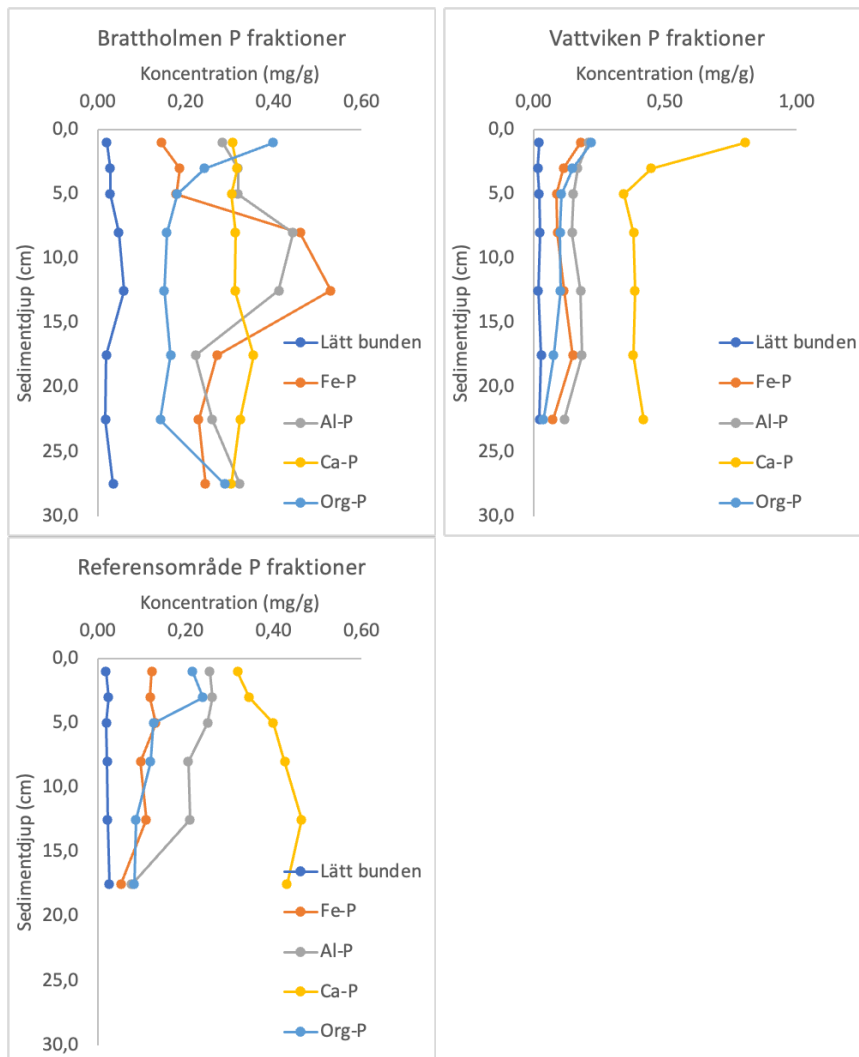 Brattholmen P fraktioner
Koncentration (mg/g)
0,00 0,20 0,40 0,60
0,0
5,0
10,0
15,0
20,0
25,0
30,0
Sedimentdjup (cm)
Lätt bunden
Fe-P
Al-P
Ca-P
Org-P
Vattviken P fraktioner
Koncentration (mg/g)
0,00 0,50 1,00
0,0
5,0
10,0
15,0
20,0
25,0
30,0
Sedimentdjup (cm)
Lätt bunden
Fe-P
Al-P
Ca-P
Org-P
Referensområde P fraktioner
Koncentration (mg/g)
0,00 0,20 0,40 0,60
0,0
5,0
10,0
15,0
20,0
25,0
30,0
Sedimentdjup (cm)
Lätt bunden
Fe-P
Al-P
Ca-P
Org-P